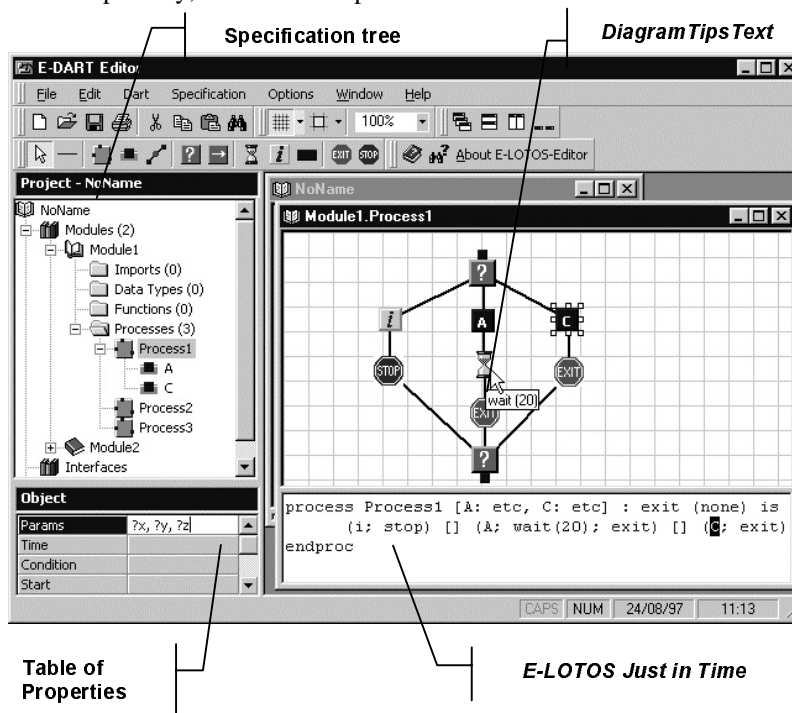 Specification tree
DiagramTipsText
E-DART Editor
File Edit Dart Specification Options Window Help
100%
? i EXIT STOP About E-LOTOS-Editor
Project - NoName
NoName
Modules (2)
Module1
Imports (0)
Data Types (0)
Functions (0)
Processes (3)
Process1
A
C
Process2
Process3
Module2
Interfaces
NoName
Module1.Process1
?
i A C
STOP EXIT
wait (20)
EXIT
?
Object
Params ?x, ?y, ?z
Time
Condition
Start
process Process1 [A: etc, C: etc] : exit (none) is
(i; stop) [] (A; wait(20); exit) [] (C; exit)
endproc
CAPS NUM 24/08/97 11:13
Table of
Properties
E-LOTOS Just in Time